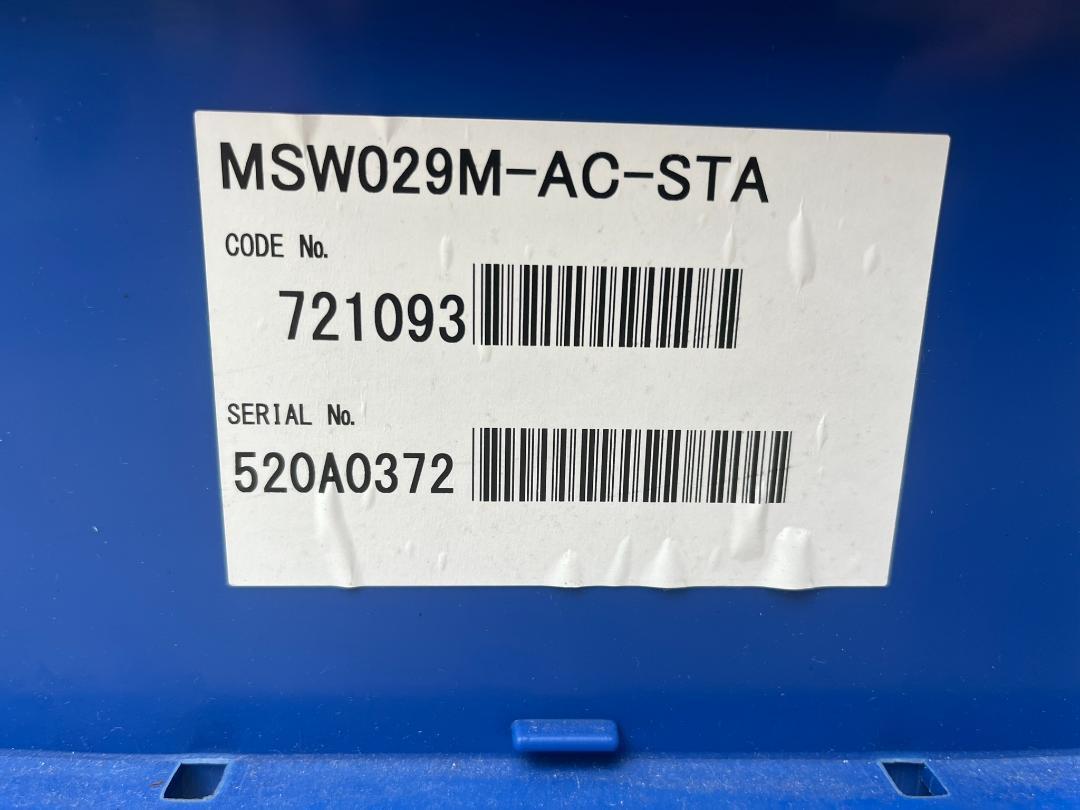 MSW029M-AC-STA
CODE No.
721093
SERIAL No.
520A0372